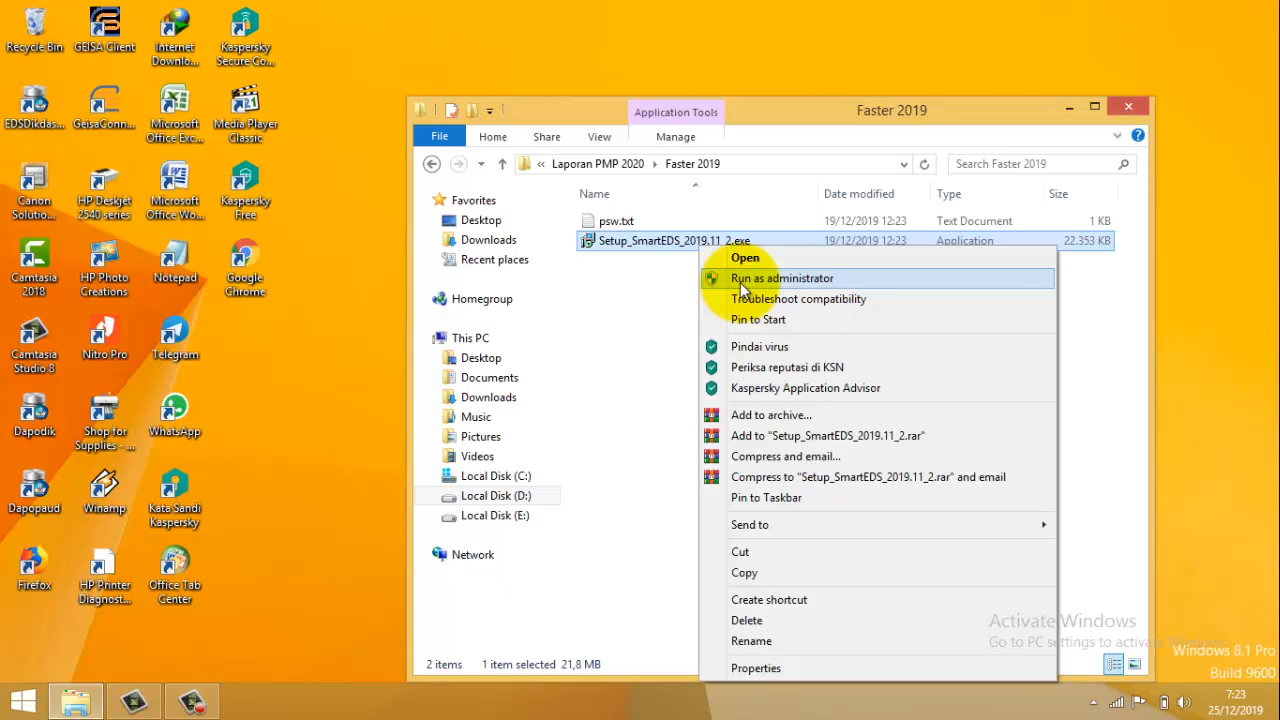 Recycle Bin
GEISA Client
Internet Downlo...
Kaspersky Secure Co...
EDSDikdas...
GeisaConn...
Microsoft Office Exc...
Media Player Classic
Canon Solutio...
HP Deskjet 2540 series
Microsoft Office Wo...
Kaspersky Free
Camtasia 2018
HP Photo Creations
Notepad
Google Chrome
Camtasia Studio 8
Nitro Pro
Telegram
Dapodik
Shop for Supplies - ...
WhatsApp
Dapopaud
Winamp
Kata Sandi Kaspersky
Firefox
HP Printer Diagnost...
Office Tab Center
Application Tools
Faster 2019
File
Home
Share
View
Manage
« Laporan PMP 2020 › Faster 2019
Search Faster 2019
Favorites
Desktop
Downloads
Recent places
Homegroup
This PC
Desktop
Documents
Downloads
Music
Pictures
Videos
Local Disk (C:)
Local Disk (D:)
Local Disk (E:)
Network
Name
Date modified
Type
Size
psw.txt
19/12/2019 12:23
Text Document
1 KB
Setup_SmartEDS_2019.11_2.exe
19/12/2019 12:23
Application
22.353 KB
Open
Run as administrator
Troubleshoot compatibility
Pin to Start
Pindai virus
Periksa reputasi di KSN
Kaspersky Application Advisor
Add to archive...
Add to "Setup_SmartEDS_2019.11_2.rar"
Compress and email...
Compress to "Setup_SmartEDS_2019.11_2.rar" and email
Pin to Taskbar
Send to
Cut
Copy
Create shortcut
Delete
Rename
Properties
2 items
1 item selected 21,8 MB
Activate Windows
Go to PC settings to activate Windows.
Windows 8.1 Pro
Build 9600
7:23
25/12/2019